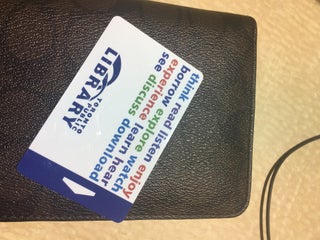 TORONTO
PUBLIC
LIBRARY
think read listen enjoy
borrow explore watch
experience learn hear
see discuss download